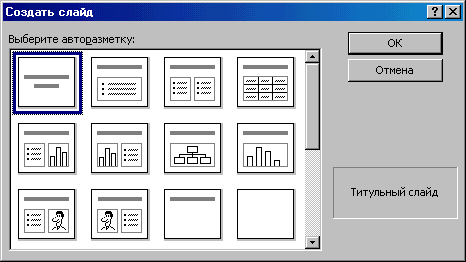 Создать слайд
Выберите авторазметку:
OK
Отмена
Титульный слайд